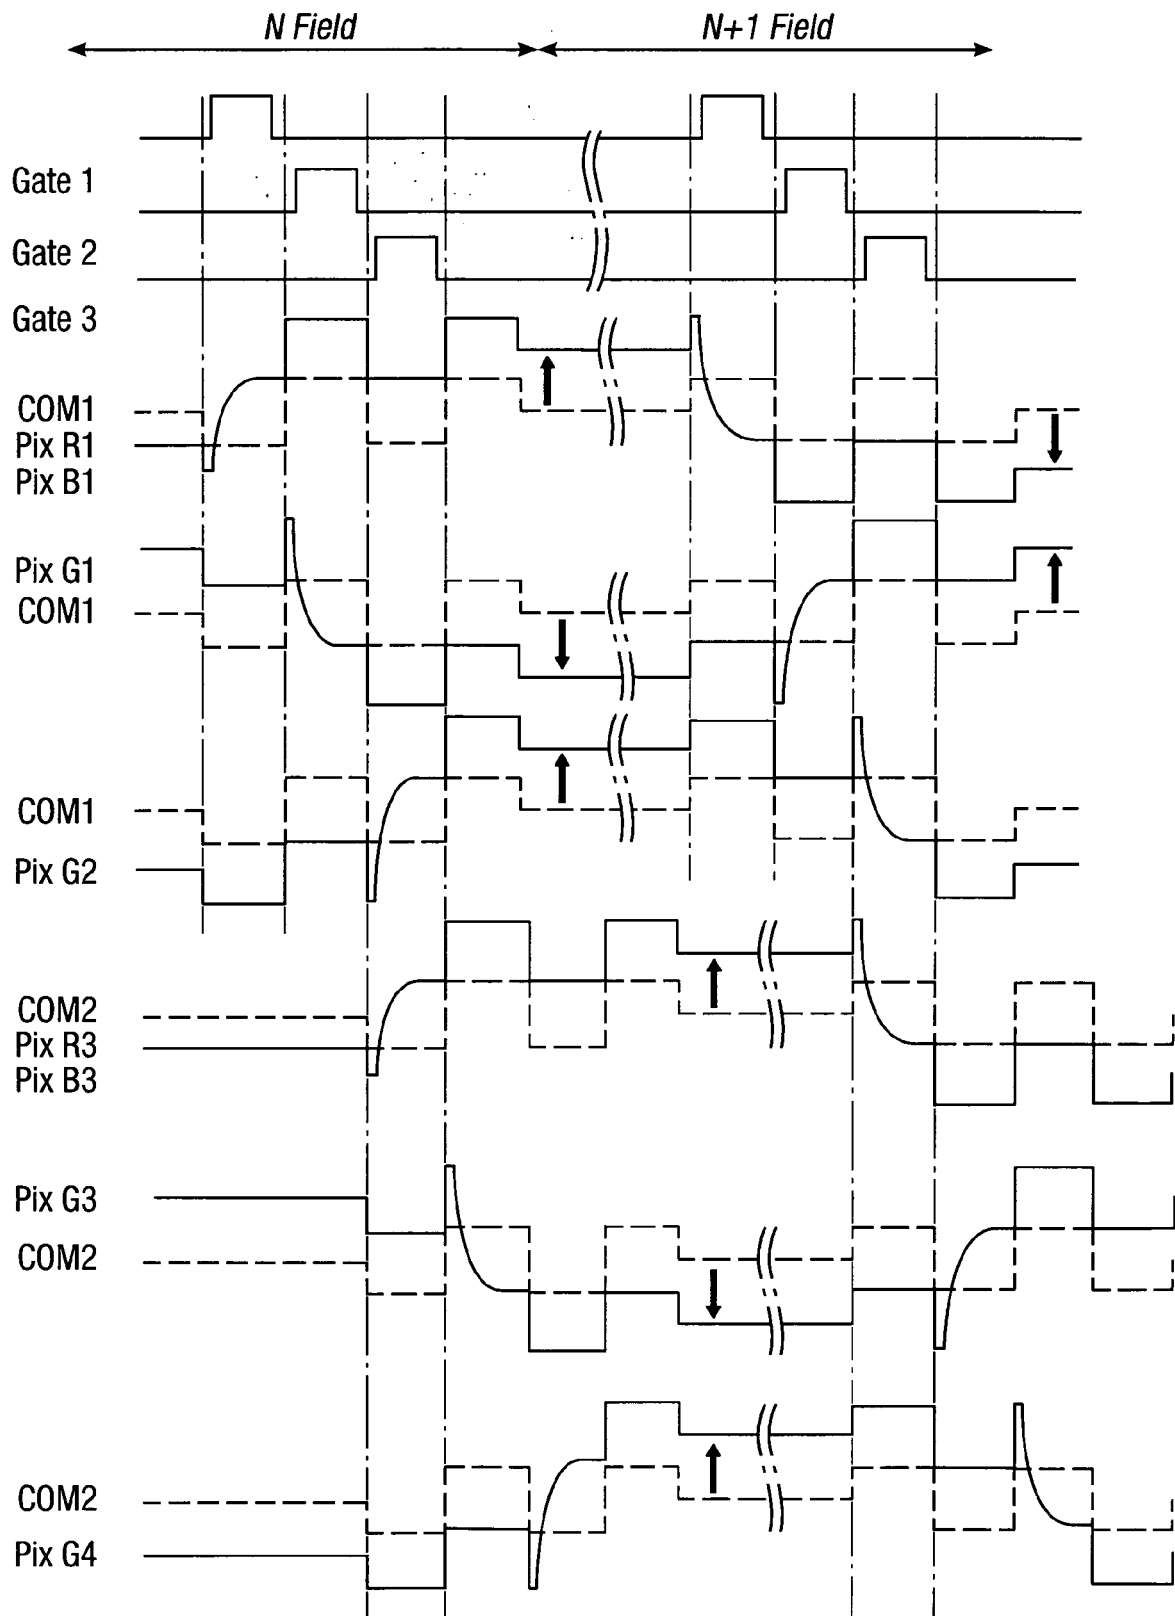 N Field
N+1 Field
Gate 1
Gate 2
Gate 3
COM1
Pix R1
Pix B1
Pix G1
COM1
COM1
Pix G2
COM2
Pix R3
Pix B3
Pix G3
COM2
COM2
Pix G4